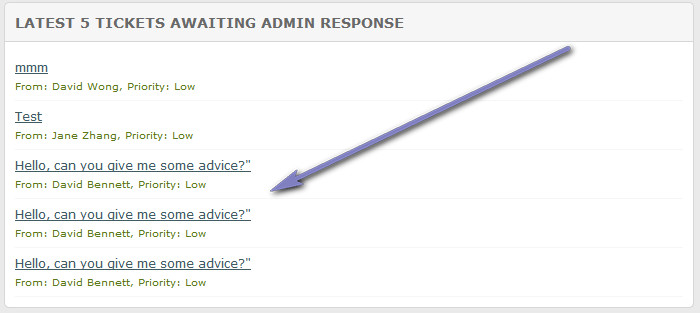 LATEST 5 TICKETS AWAITING ADMIN RESPONSE
mmm
From: David Wong, Priority: Low
Test
From: Jane Zhang, Priority: Low
Hello, can you give me some advice?"
From: David Bennett, Priority: Low
Hello, can you give me some advice?"
From: David Bennett, Priority: Low
Hello, can you give me some advice?"
From: David Bennett, Priority: Low